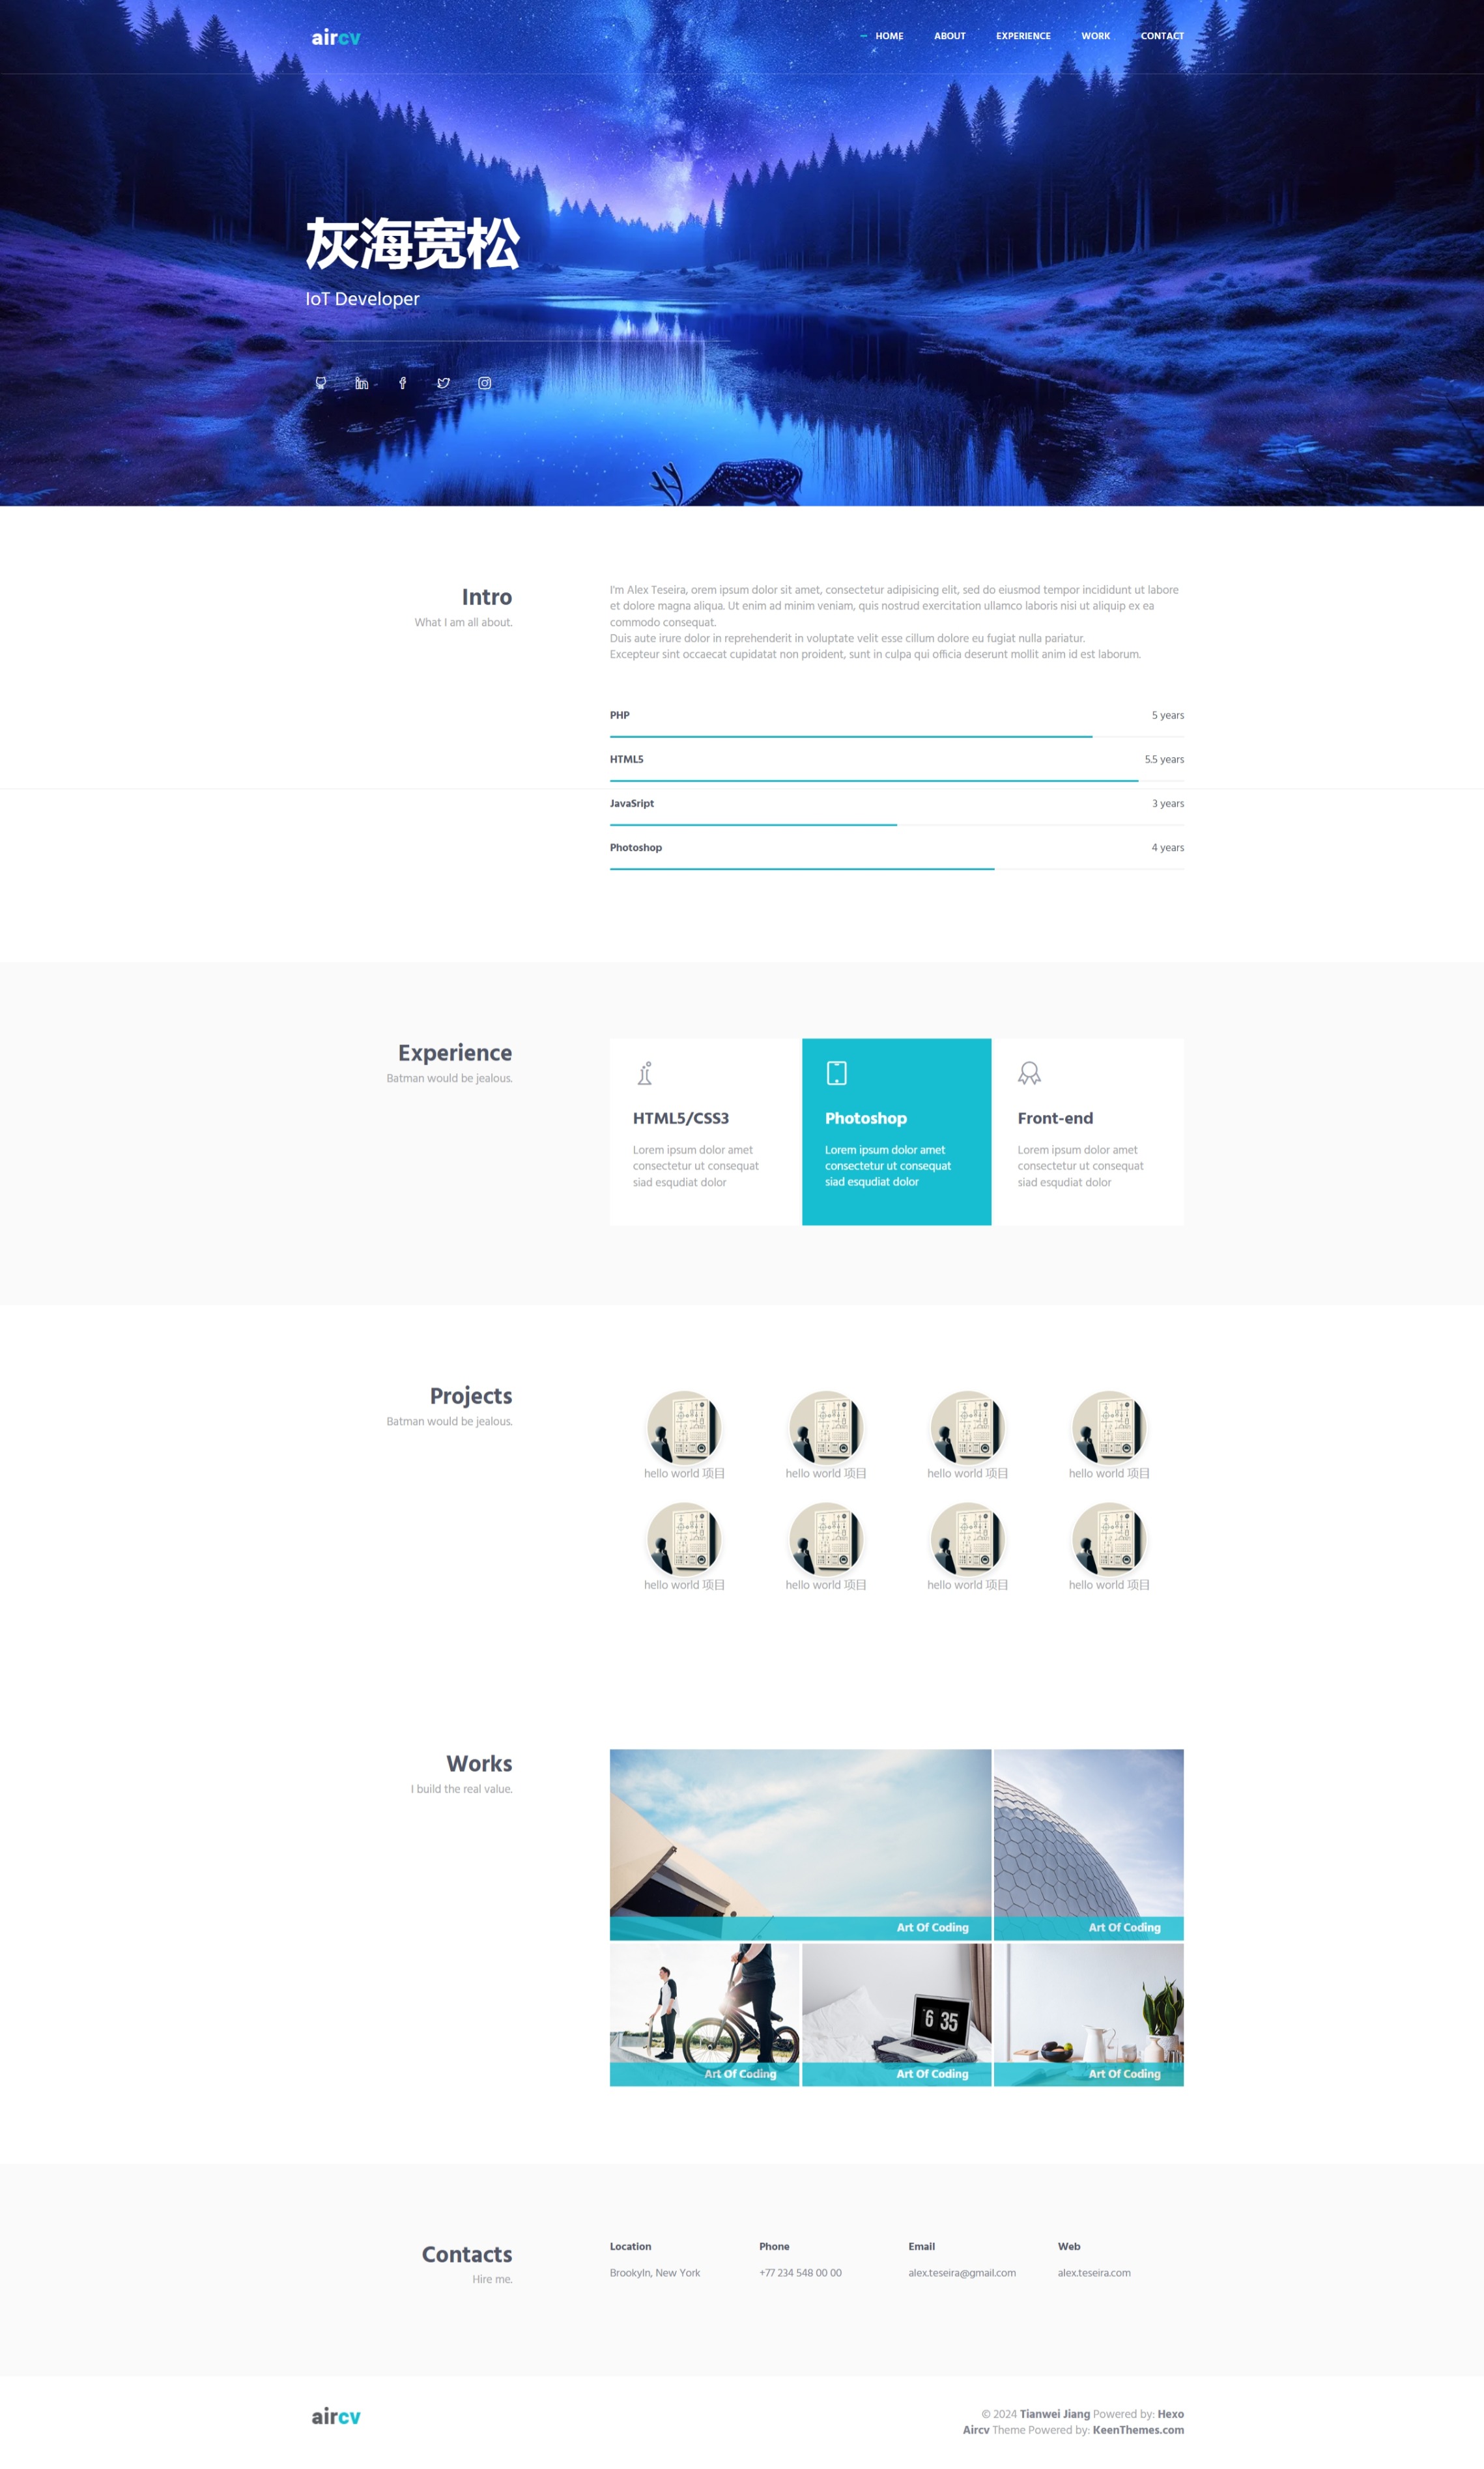 aircv
HOME ABOUT EXPERIENCE WORK CONTACT
灰海宽松
IoT Developer
Intro
What I am all about.
I'm Alex Teseira, orem ipsum dolor sit amet, consectetur adipisicing elit, sed do eiusmod tempor incididunt ut labore
et dolore magna aliqua. Ut enim ad minim veniam, quis nostrud exercitation ullamco laboris nisi ut aliquip ex ea
commodo consequat.
Duis aute irure dolor in reprehenderit in voluptate velit esse cillum dolore eu fugiat nulla pariatur.
Excepteur sint occaecat cupidatat non proident, sunt in culpa qui officia deserunt mollit anim id est laborum.
PHP 5 years
HTML5 5.5 years
JavaSript 3 years
Photoshop 4 years
Experience
Batman would be jealous.
HTML5/CSS3
Lorem ipsum dolor amet
consectetur ut consequat
siad esqudiat dolor
Photoshop
Lorem ipsum dolor amet
consectetur ut consequat
siad esqudiat dolor
Front-end
Lorem ipsum dolor amet
consectetur ut consequat
siad esqudiat dolor
Projects
Batman would be jealous.
hello world 项目 hello world 项目 hello world 项目 hello world 项目
hello world 项目 hello world 项目 hello world 项目 hello world 项目
Works
I build the real value.
Art Of Coding Art Of Coding
6 35
Art Of Coding Art Of Coding Art Of Coding
Contacts
Hire me.
Location Phone Email Web
Brookyln, New York +77 234 548 00 00 alex.teseira@gmail.com alex.teseira.com
aircv
© 2024 Tianwei Jiang Powered by: Hexo
Aircv Theme Powered by: KeenThemes.com